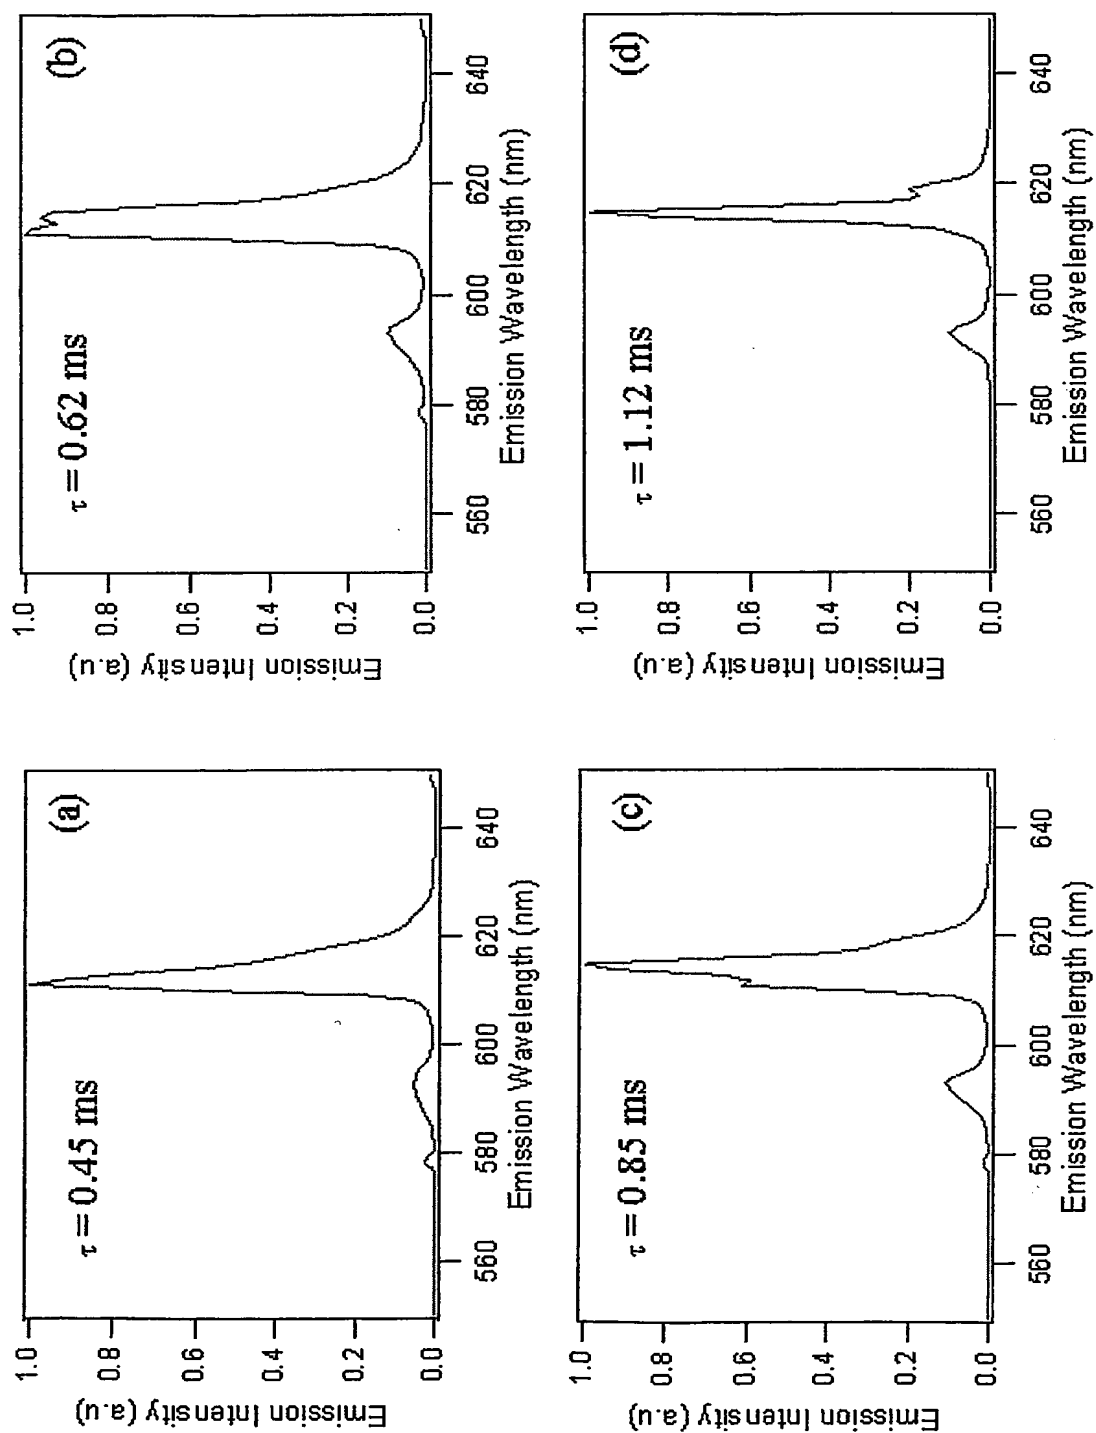 (a)
τ = 0.45 ms
Emission Intensity (a.u)
1.0
0.8
0.6
0.4
0.2
0.0
560 580 600 620 640
Emission Wavelength (nm)
(b)
τ = 0.62 ms
Emission Intensity (a.u)
1.0
0.8
0.6
0.4
0.2
0.0
560 580 600 620 640
Emission Wavelength (nm)
(c)
τ = 0.85 ms
Emission Intensity (a.u)
1.0
0.8
0.6
0.4
0.2
0.0
560 580 600 620 640
Emission Wavelength (nm)
(d)
τ = 1.12 ms
Emission Intensity (a.u)
1.0
0.8
0.6
0.4
0.2
0.0
560 580 600 620 640
Emission Wavelength (nm)